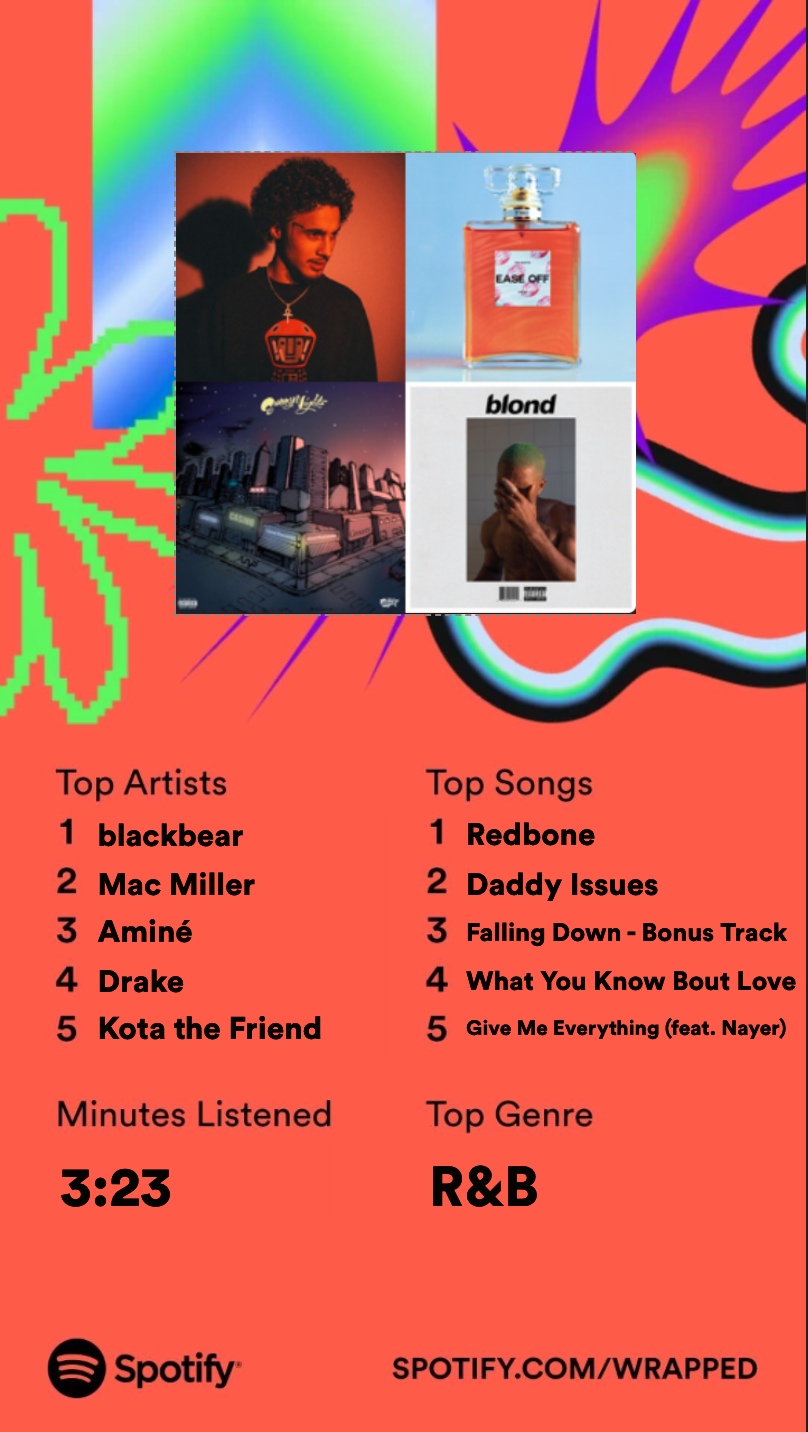 EASE OFF
blond
Top Artists
1 blackbear
2 Mac Miller
3 Aminé
4 Drake
5 Kota the Friend
Top Songs
1 Redbone
2 Daddy Issues
3 Falling Down - Bonus Track
4 What You Know Bout Love
5 Give Me Everything (feat. Nayer)
Minutes Listened
3:23
Top Genre
R&B
Spotify®
SPOTIFY.COM/WRAPPED